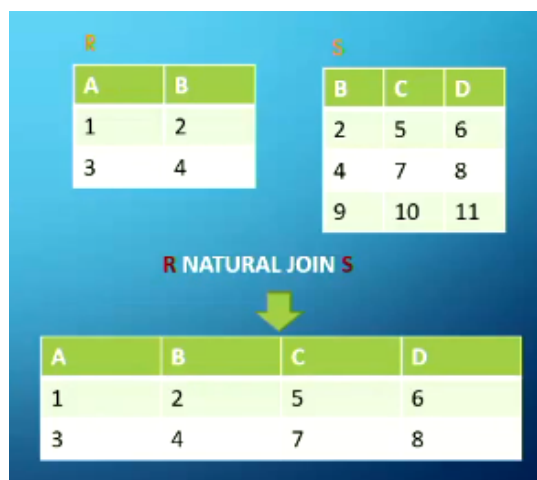 R
A B
1 2
3 4
S
B C D
2 5 6
4 7 8
9 10 11
R NATURAL JOIN S
A B C D
1 2 5 6
3 4 7 8